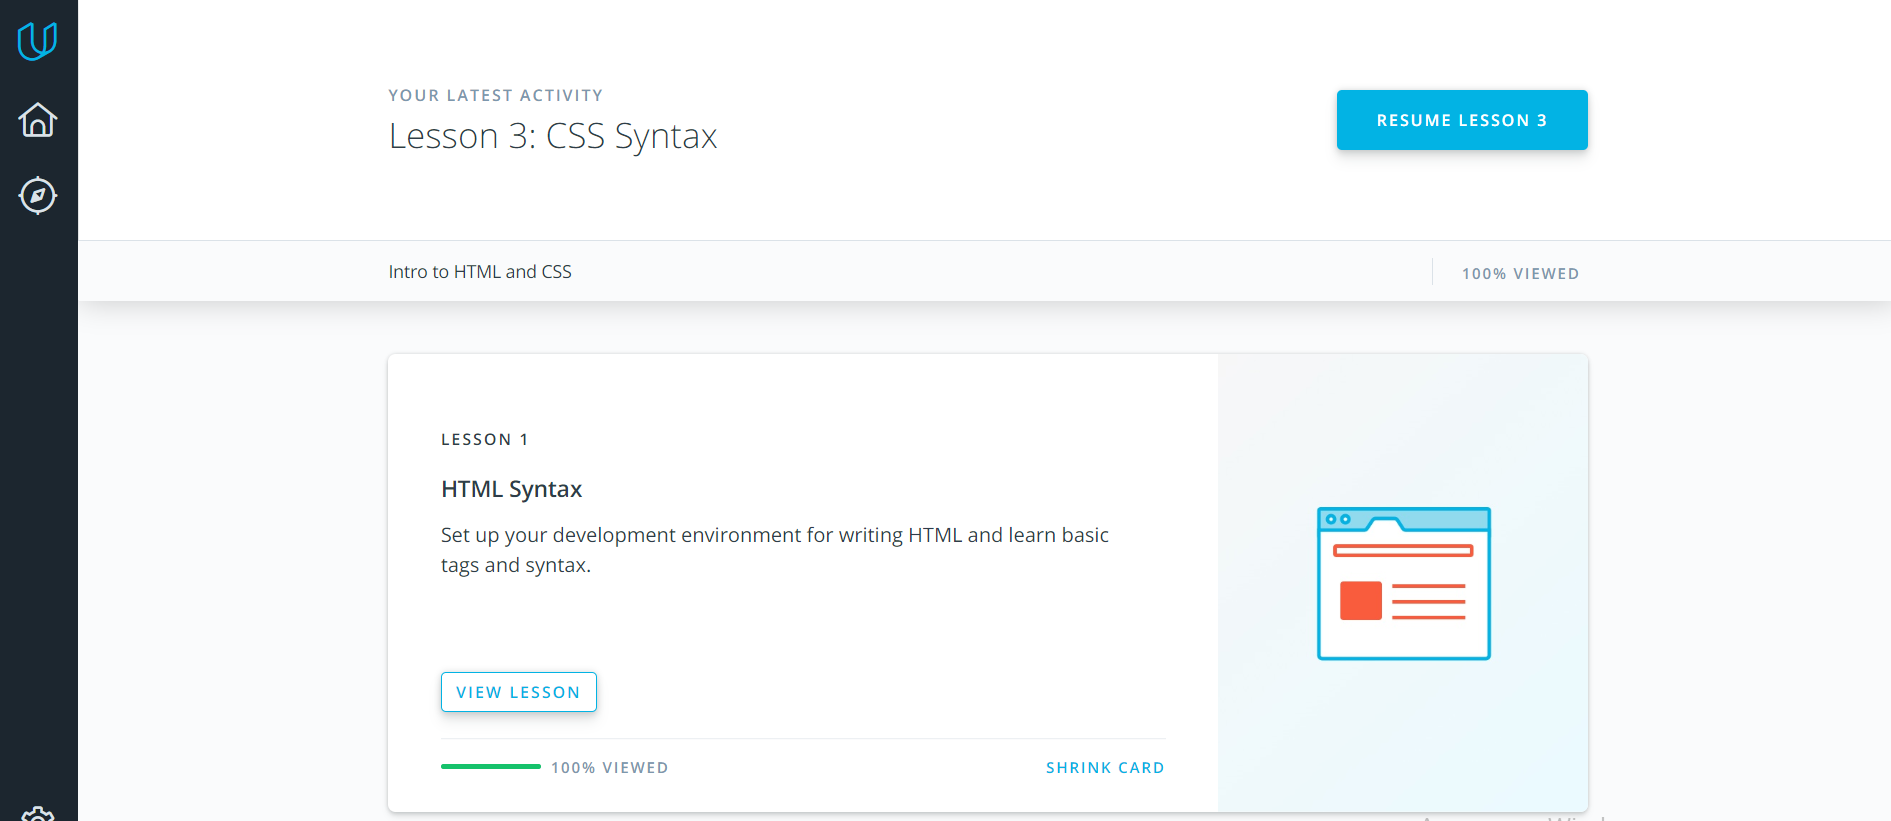 YOUR LATEST ACTIVITY
Lesson 3: CSS Syntax
RESUME LESSON 3
Intro to HTML and CSS
100% VIEWED
LESSON 1
HTML Syntax
Set up your development environment for writing HTML and learn basic
tags and syntax.
VIEW LESSON
100% VIEWED
SHRINK CARD